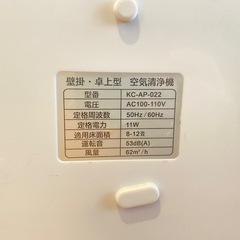 壁掛・卓上型 空気清浄機
型番 KC-AP-022
電圧 AC100-110V
定格周波数 50Hz / 60Hz
定格電力 11W
適用床面積 8-12畳
運転音 53dB(A)
風量 62m³/h